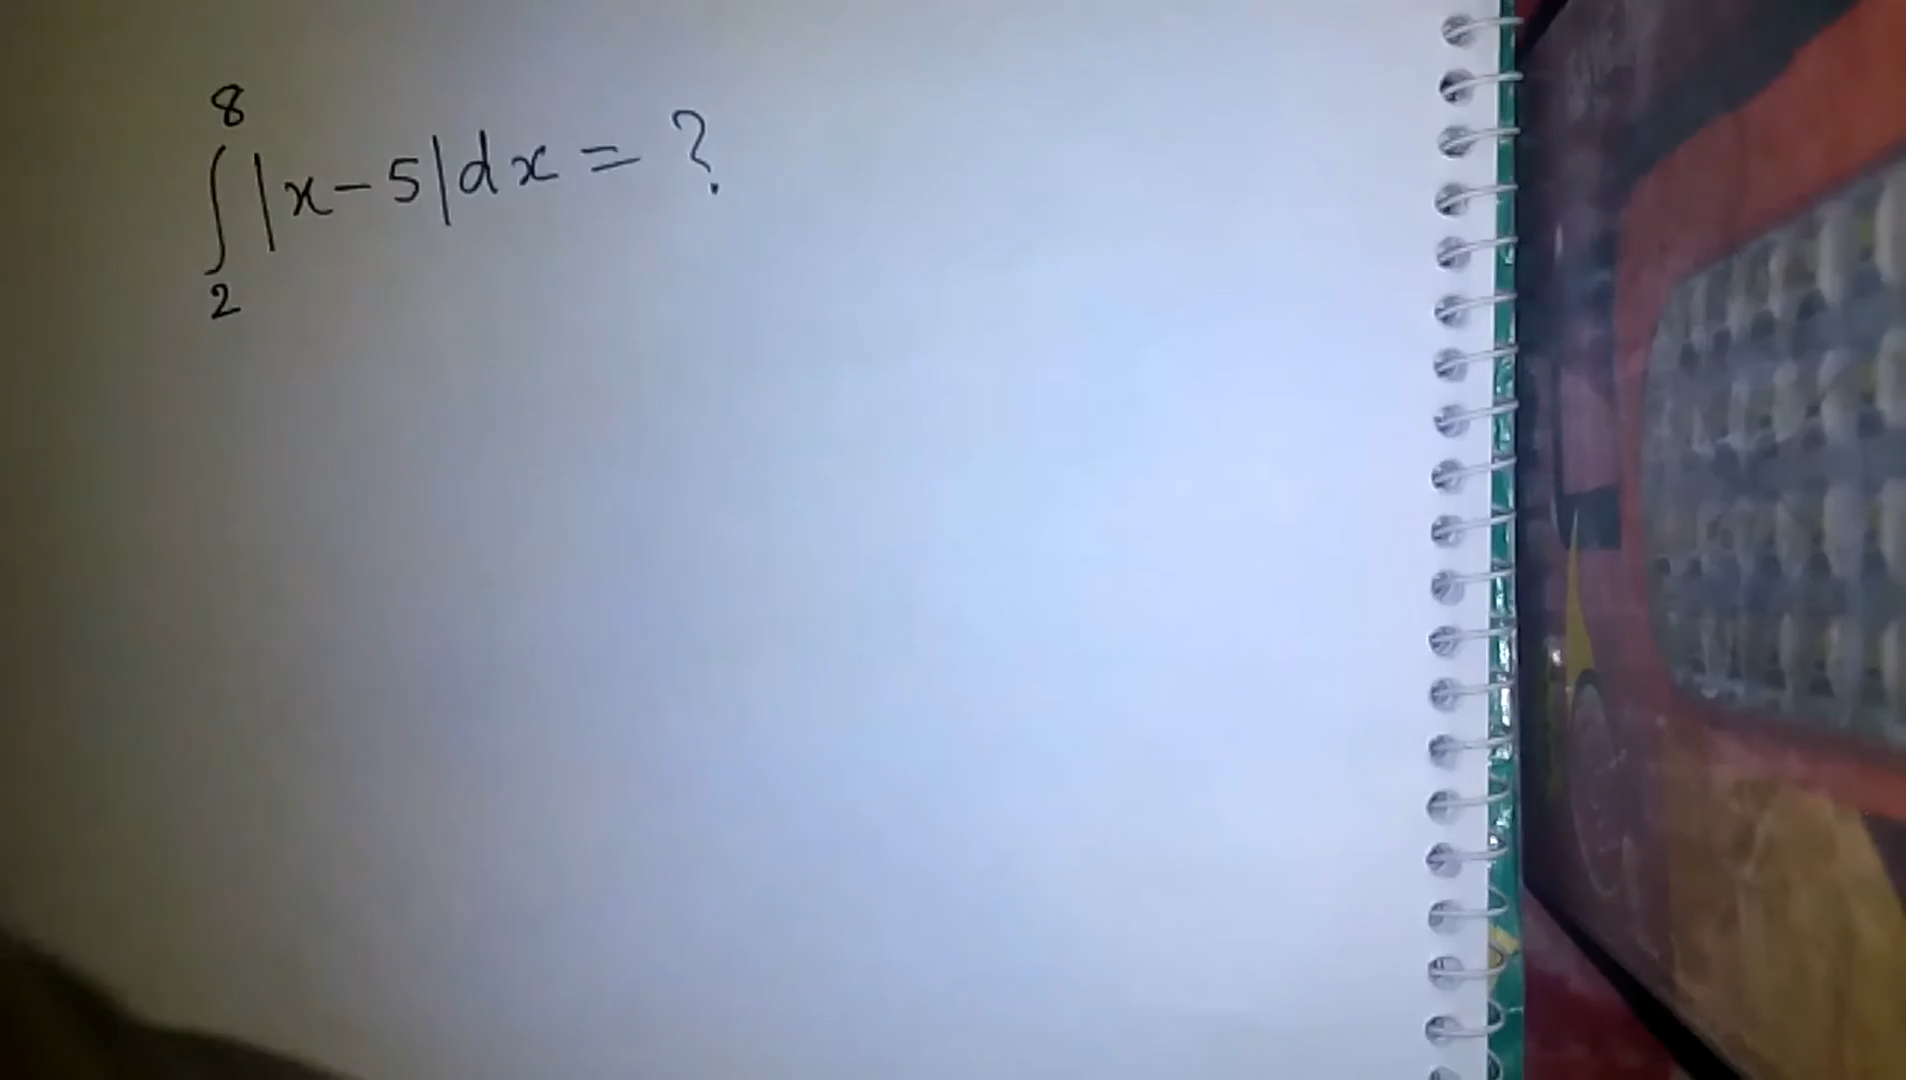 8
∫|x-5|dx = ?
2